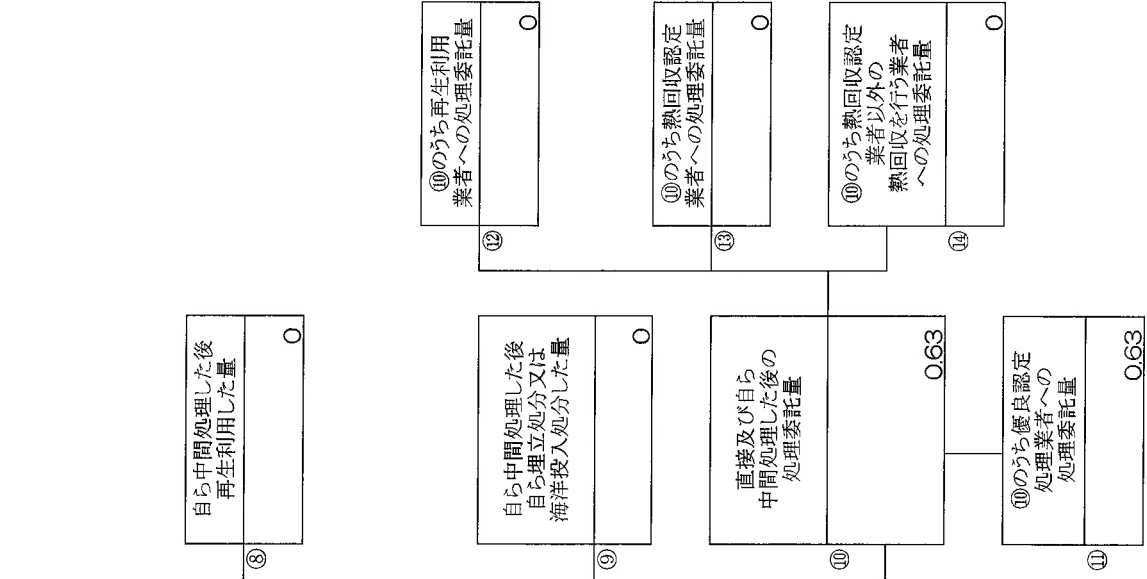 ⑧
自ら中間処理した後
再生利用した量
0
⑨
自ら中間処理した後
自ら埋立処分又は
海洋投入処分した量
0
⑩
直接及び自ら
中間処理した後の
処理委託量
0.63
⑪
⑩のうち優良認定
処理業者への
処理委託量
0.63
⑫
⑩のうち再生利用
業者への処理委託量
0
⑬
⑩のうち熱回収認定
業者への処理委託量
0
⑭
⑩のうち熱回収認定
業者以外の
熱回収を行う業者
への処理委託量
0